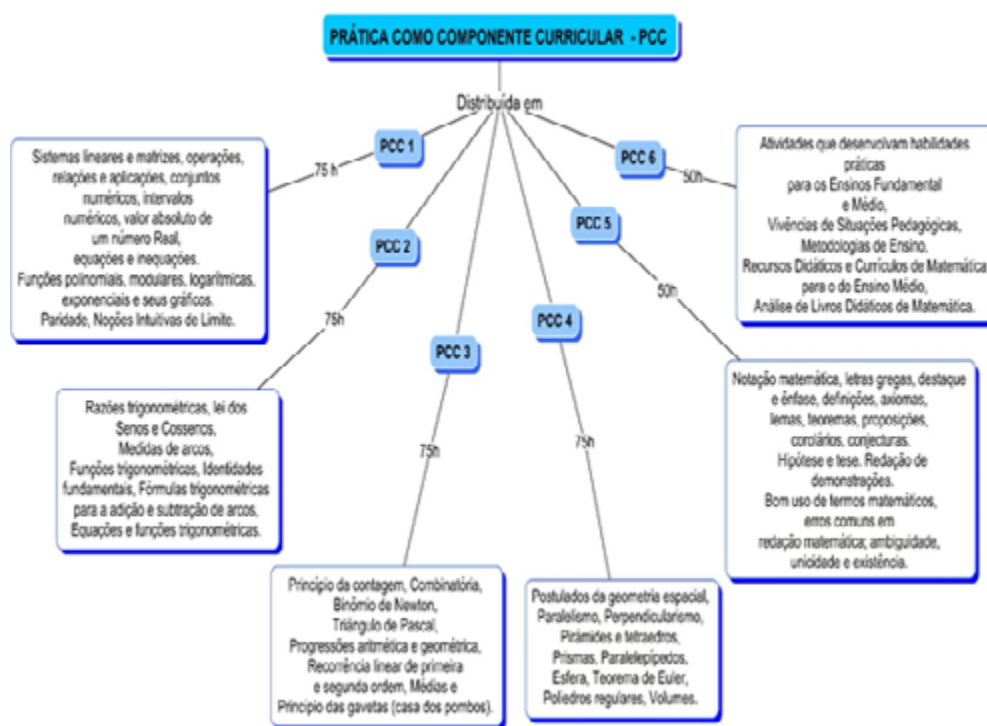 PRÁTICA COMO COMPONENTE CURRICULAR - PCC
Distribuída em
PCC 1
75 h
Sistemas lineares e matrizes, operações,
relações e aplicações, conjuntos
numéricos, intervalos
numéricos, valor absoluto de
um número Real,
equações e inequações.
Funções polinomiais, modulares, logarítmicas,
exponenciais e seus gráficos.
Paridade, Noções Intuitivas de Limite.
PCC 2
75h
Razões trigonométricas, lei dos
Senos e Cossenos.
Medidas de arcos,
Funções trigonométricas, Identidades
fundamentais, Fórmulas trigonométricas
para a adição e subtração de arcos,
Equações e funções trigonométricas.
PCC 3
75h
Princípio da contagem, Combinatória,
Binômio de Newton,
Triângulo de Pascal,
Progressões aritmética e geométrica,
Recorrência linear de primeira
e segunda ordem, Médias e
Princípio das gavetas (casa dos pombos).
PCC 4
75h
Postulados da geometria espacial,
Paralelismo, Perpendicularismo,
Pirâmides e tetraedros,
Prismas, Paralelepípedos.
Esfera, Teorema de Euler,
Poliedros regulares, Volumes.
PCC 5
50h
Notação matemática, letras gregas, destaque
e ênfase, definições, axiomas,
lemas, teoremas, proposições,
corolários, conjecturas.
Hipótese e tese. Redação de
demonstrações.
Bom uso de termos matemáticos,
erros comuns em
redação matemática; ambiguidade,
unicidade e existência.
PCC 6
50h
Atividades que desenvolvam habilidades
práticas
para os Ensinos Fundamental
e Médio,
Vivências de Situações Pedagógicas,
Metodologias de Ensino.
Recursos Didáticos e Currículos de Matemática
para o do Ensino Médio,
Análise de Livros Didáticos de Matemática.